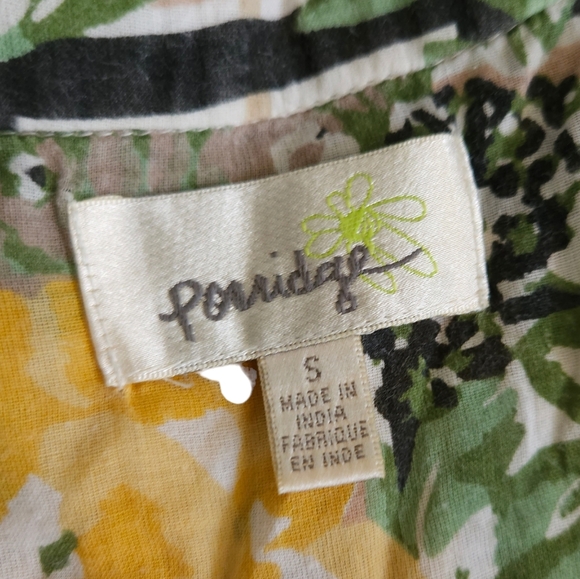 Porridge
S
MADE IN
INDIA
FABRIQUE
EN INDE